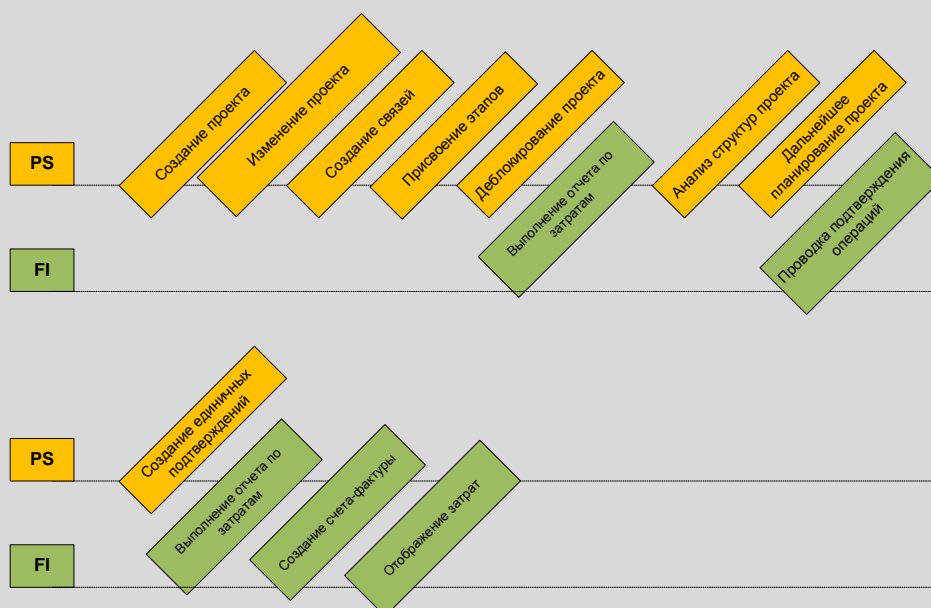 Создание проекта
Изменение проекта
Создание связей
Присвоение этапов
Деблокирование проекта
Выполнение отчета по
затратам
Анализ структур проекта
Дальнейшее
планирование проекта
Проводка подтверждения
операций
PS
FI
Создание единичных
подтверждений
Выполнение отчета по
затратам
Создание счета-фактуры
Отображение затрат
PS
FI